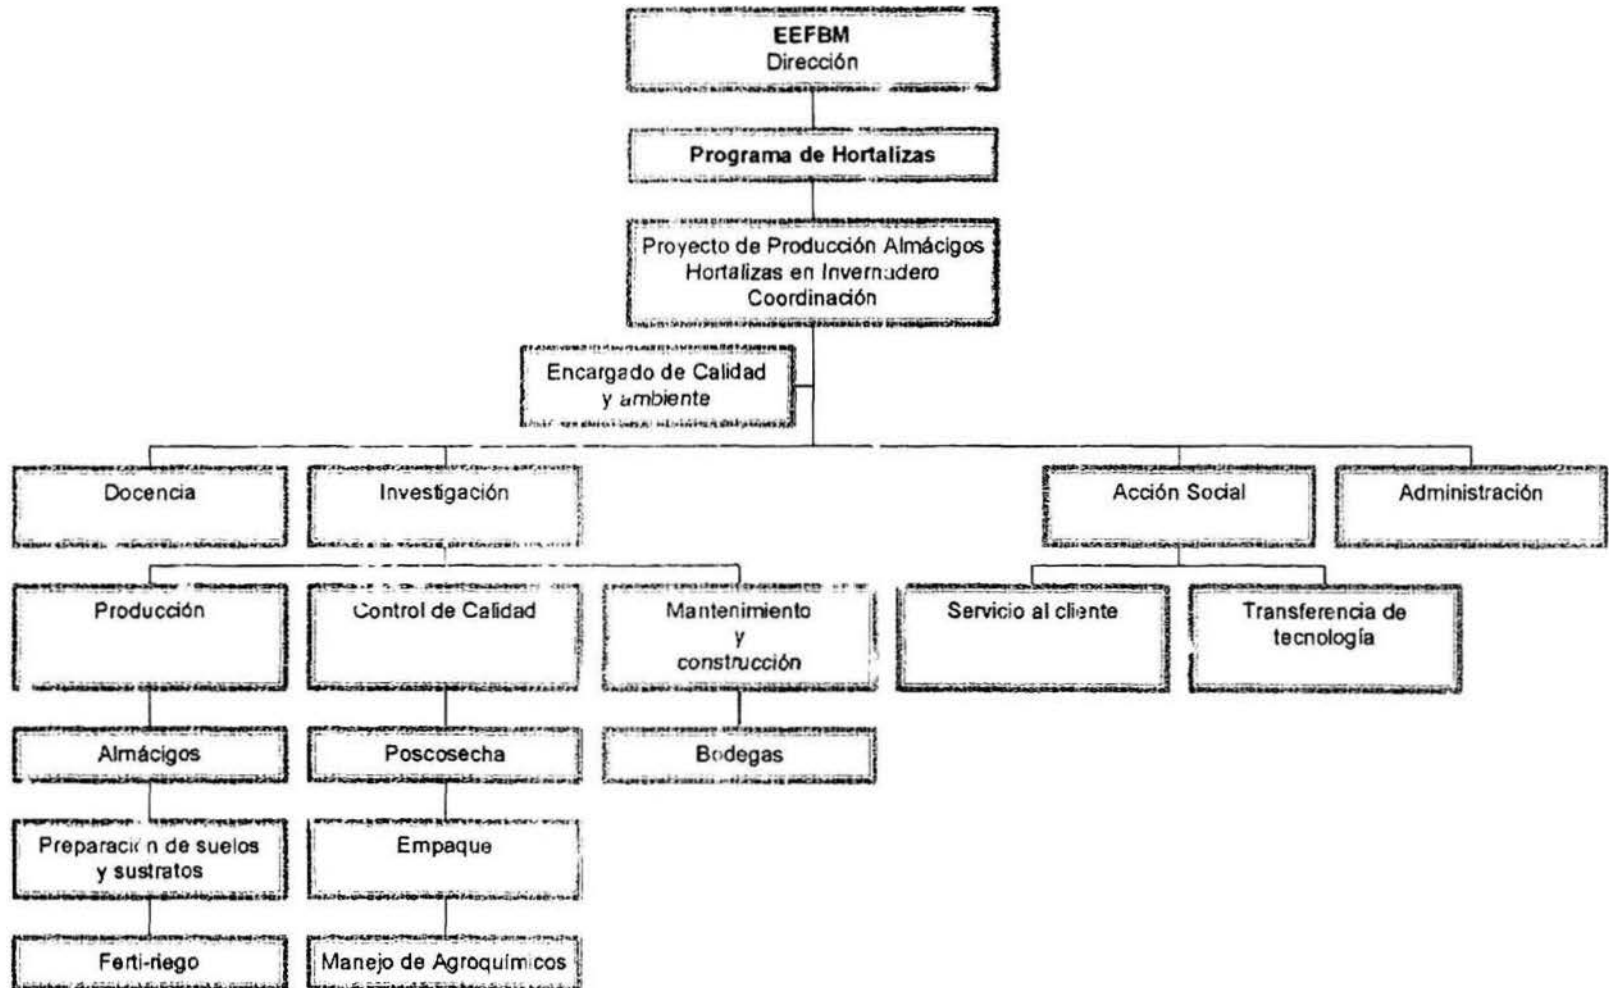 EEFBM
Dirección
Programa de Hortalizas
Proyecto de Producción Almácigos
Hortalizas en Invernadero
Coordinación
Encargado de Calidad
y ambiente
Docencia
Investigación
Acción Social
Administración
Producción
Control de Calidad
Mantenimiento
y
construcción
Servicio al cliente
Transferencia de
tecnología
Almácigos
Poscosecha
Bodegas
Preparación de suelos
y sustratos
Empaque
Ferti-riego
Manejo de Agroquímicos